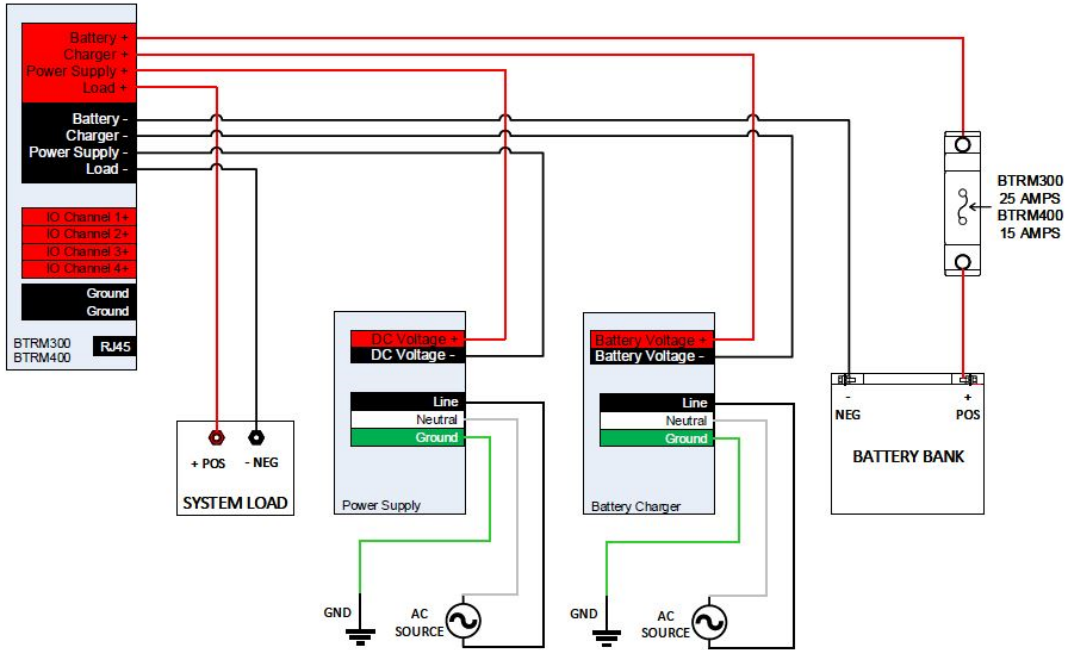 Battery +
Charger +
Power Supply +
Load +
Battery -
Charger -
Power Supply -
Load -
IO Channel 1+
IO Channel 2+
IO Channel 3+
IO Channel 4+
Ground
Ground
BTRM300
BTRM400
RJ45
BTRM300
25 AMPS
BTRM400
15 AMPS
+ POS
- NEG
SYSTEM LOAD
DC Voltage +
DC Voltage -
Line
Neutral
Ground
Power Supply
GND
AC
SOURCE
Battery Voltage +
Battery Voltage -
Line
Neutral
Ground
Battery Charger
GND
AC
SOURCE
-
NEG
+
POS
BATTERY BANK